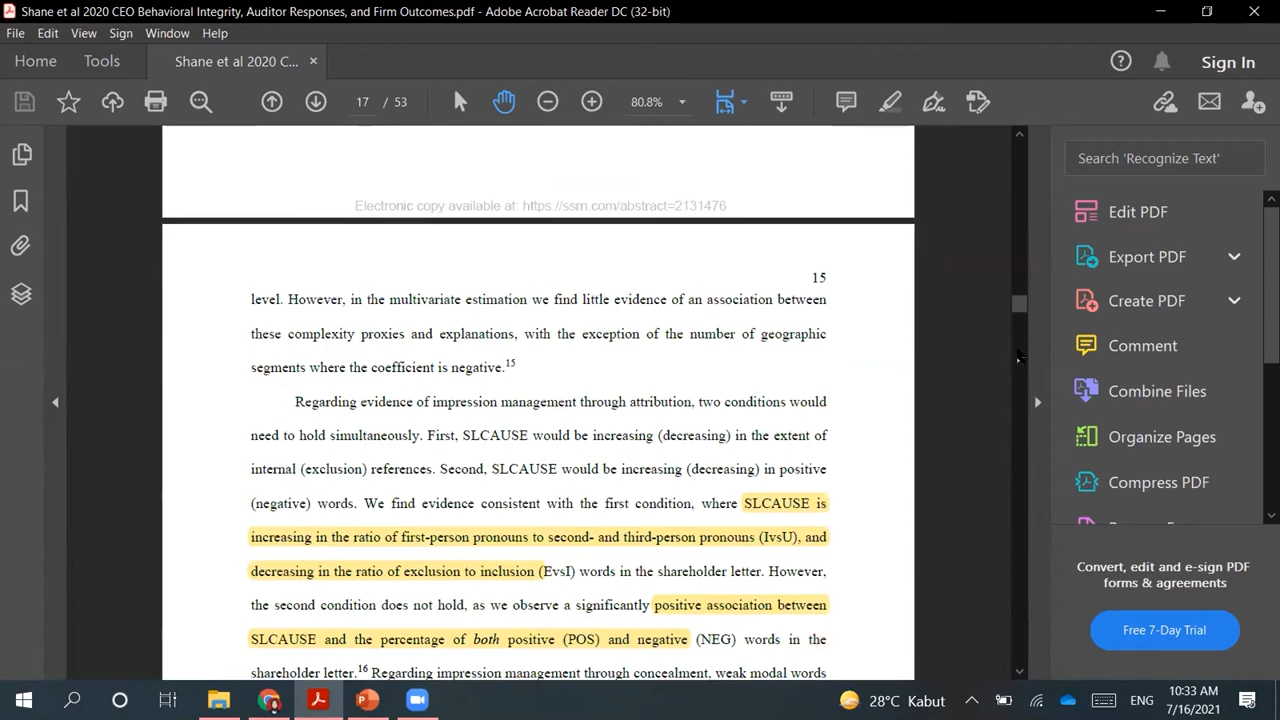 Shane et al 2020 CEO Behavioral Integrity, Auditor Responses, and Firm Outcomes.pdf - Adobe Acrobat Reader DC (32-bit)
File Edit View Sign Window Help
Home Tools Shane et al 2020 C... × Sign In
17 / 53 80.8%
Electronic copy available at: https://ssrn.com/abstract=2131476
15
level. However, in the multivariate estimation we find little evidence of an association between
these complexity proxies and explanations, with the exception of the number of geographic
segments where the coefficient is negative.15
Regarding evidence of impression management through attribution, two conditions would
need to hold simultaneously. First, SLCAUSE would be increasing (decreasing) in the extent of
internal (exclusion) references. Second, SLCAUSE would be increasing (decreasing) in positive
(negative) words. We find evidence consistent with the first condition, where SLCAUSE is
increasing in the ratio of first-person pronouns to second- and third-person pronouns (IvsU), and
decreasing in the ratio of exclusion to inclusion (EvsI) words in the shareholder letter. However,
the second condition does not hold, as we observe a significantly positive association between
SLCAUSE and the percentage of both positive (POS) and negative (NEG) words in the
shareholder letter.16 Regarding impression management through concealment, weak modal words
Search 'Recognize Text'
Edit PDF
Export PDF
Create PDF
Comment
Combine Files
Organize Pages
Compress PDF
Convert, edit and e-sign PDF
forms & agreements
Free 7-Day Trial
28°C Kabut
ENG
10:33 AM
7/16/2021